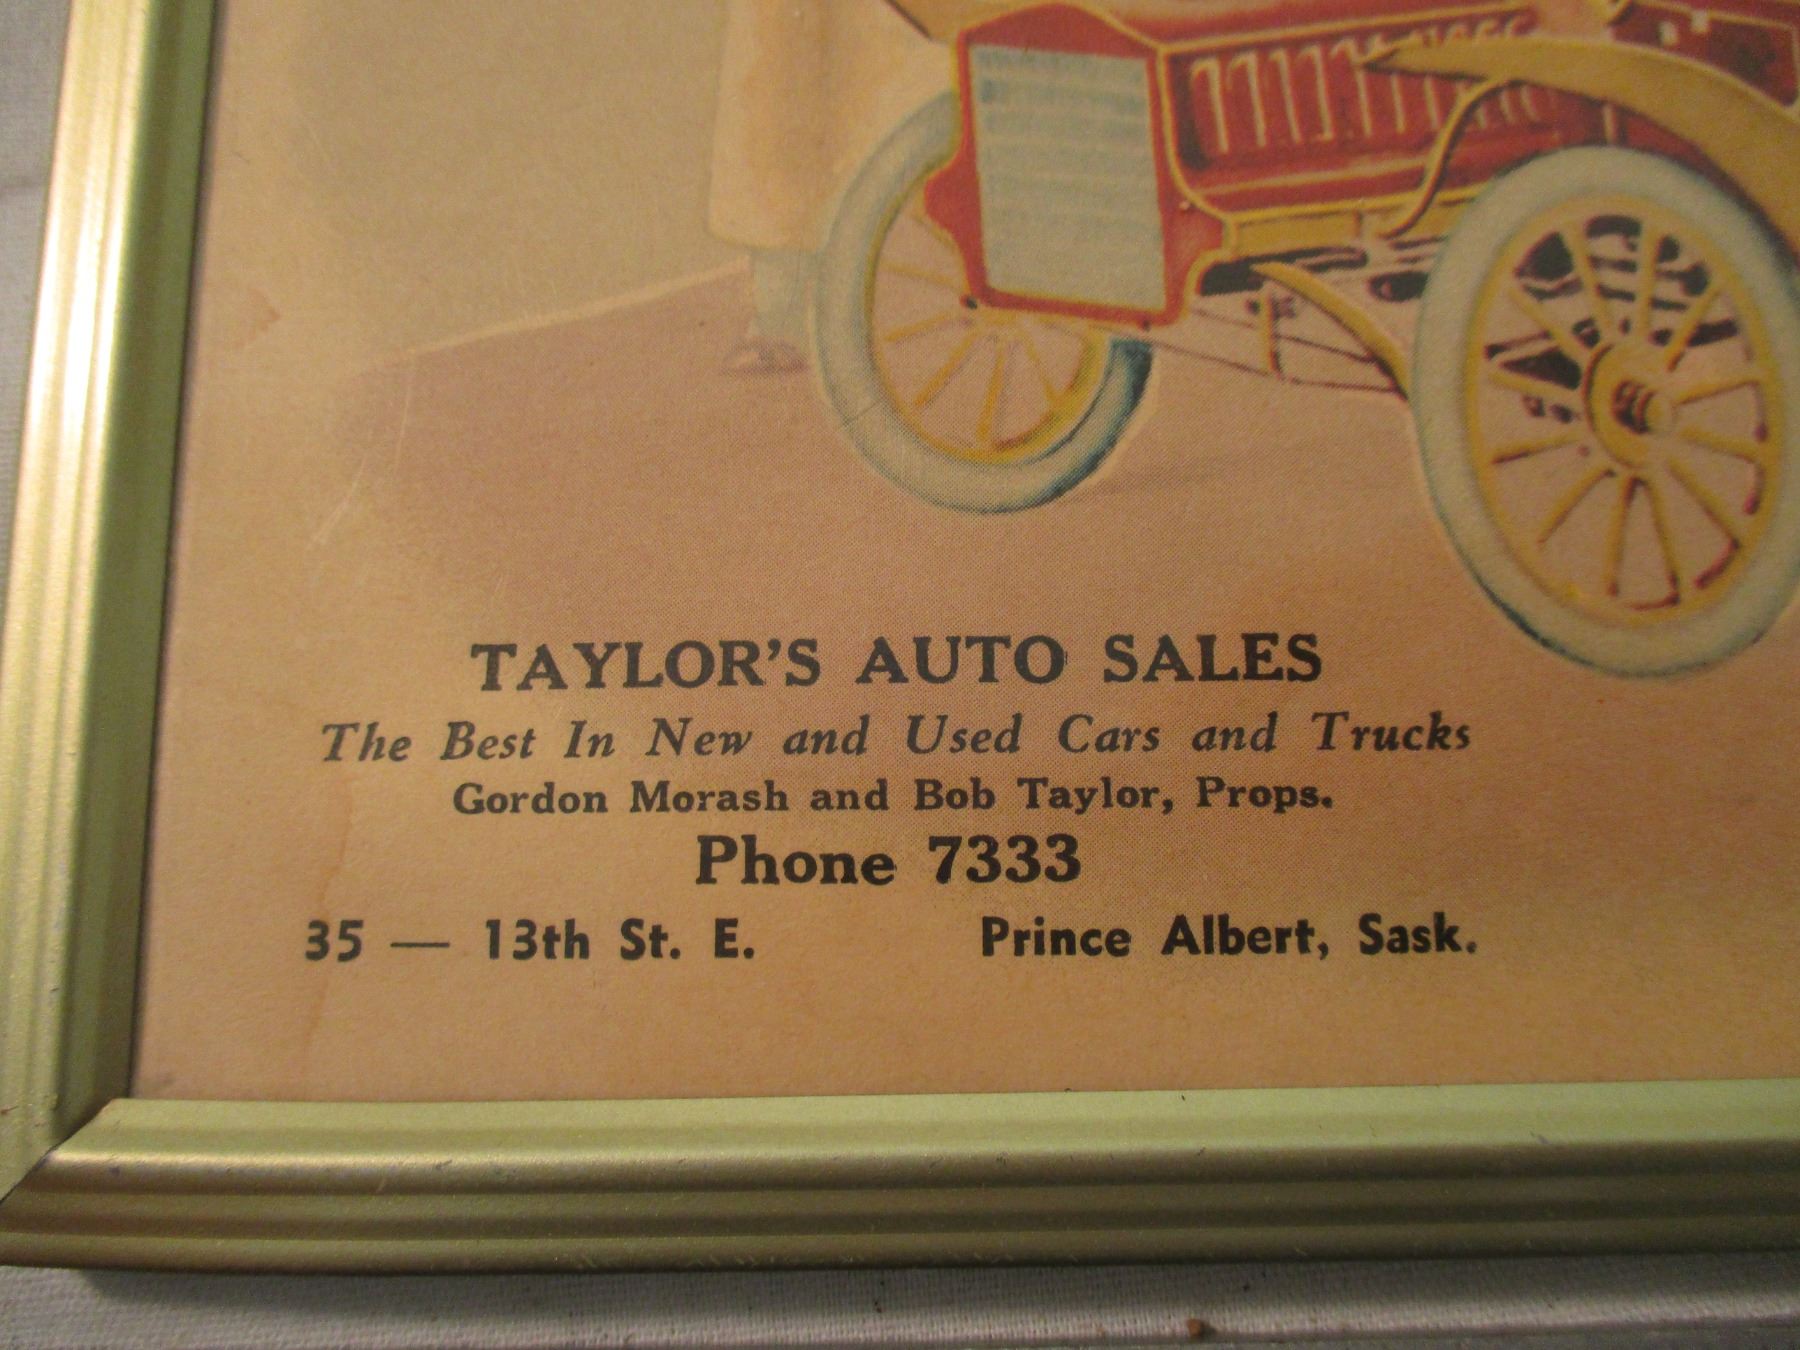 TAYLOR'S AUTO SALES
The Best In New and Used Cars and Trucks
Gordon Morash and Bob Taylor, Props.
Phone 7333
35 — 13th St. E. Prince Albert, Sask.